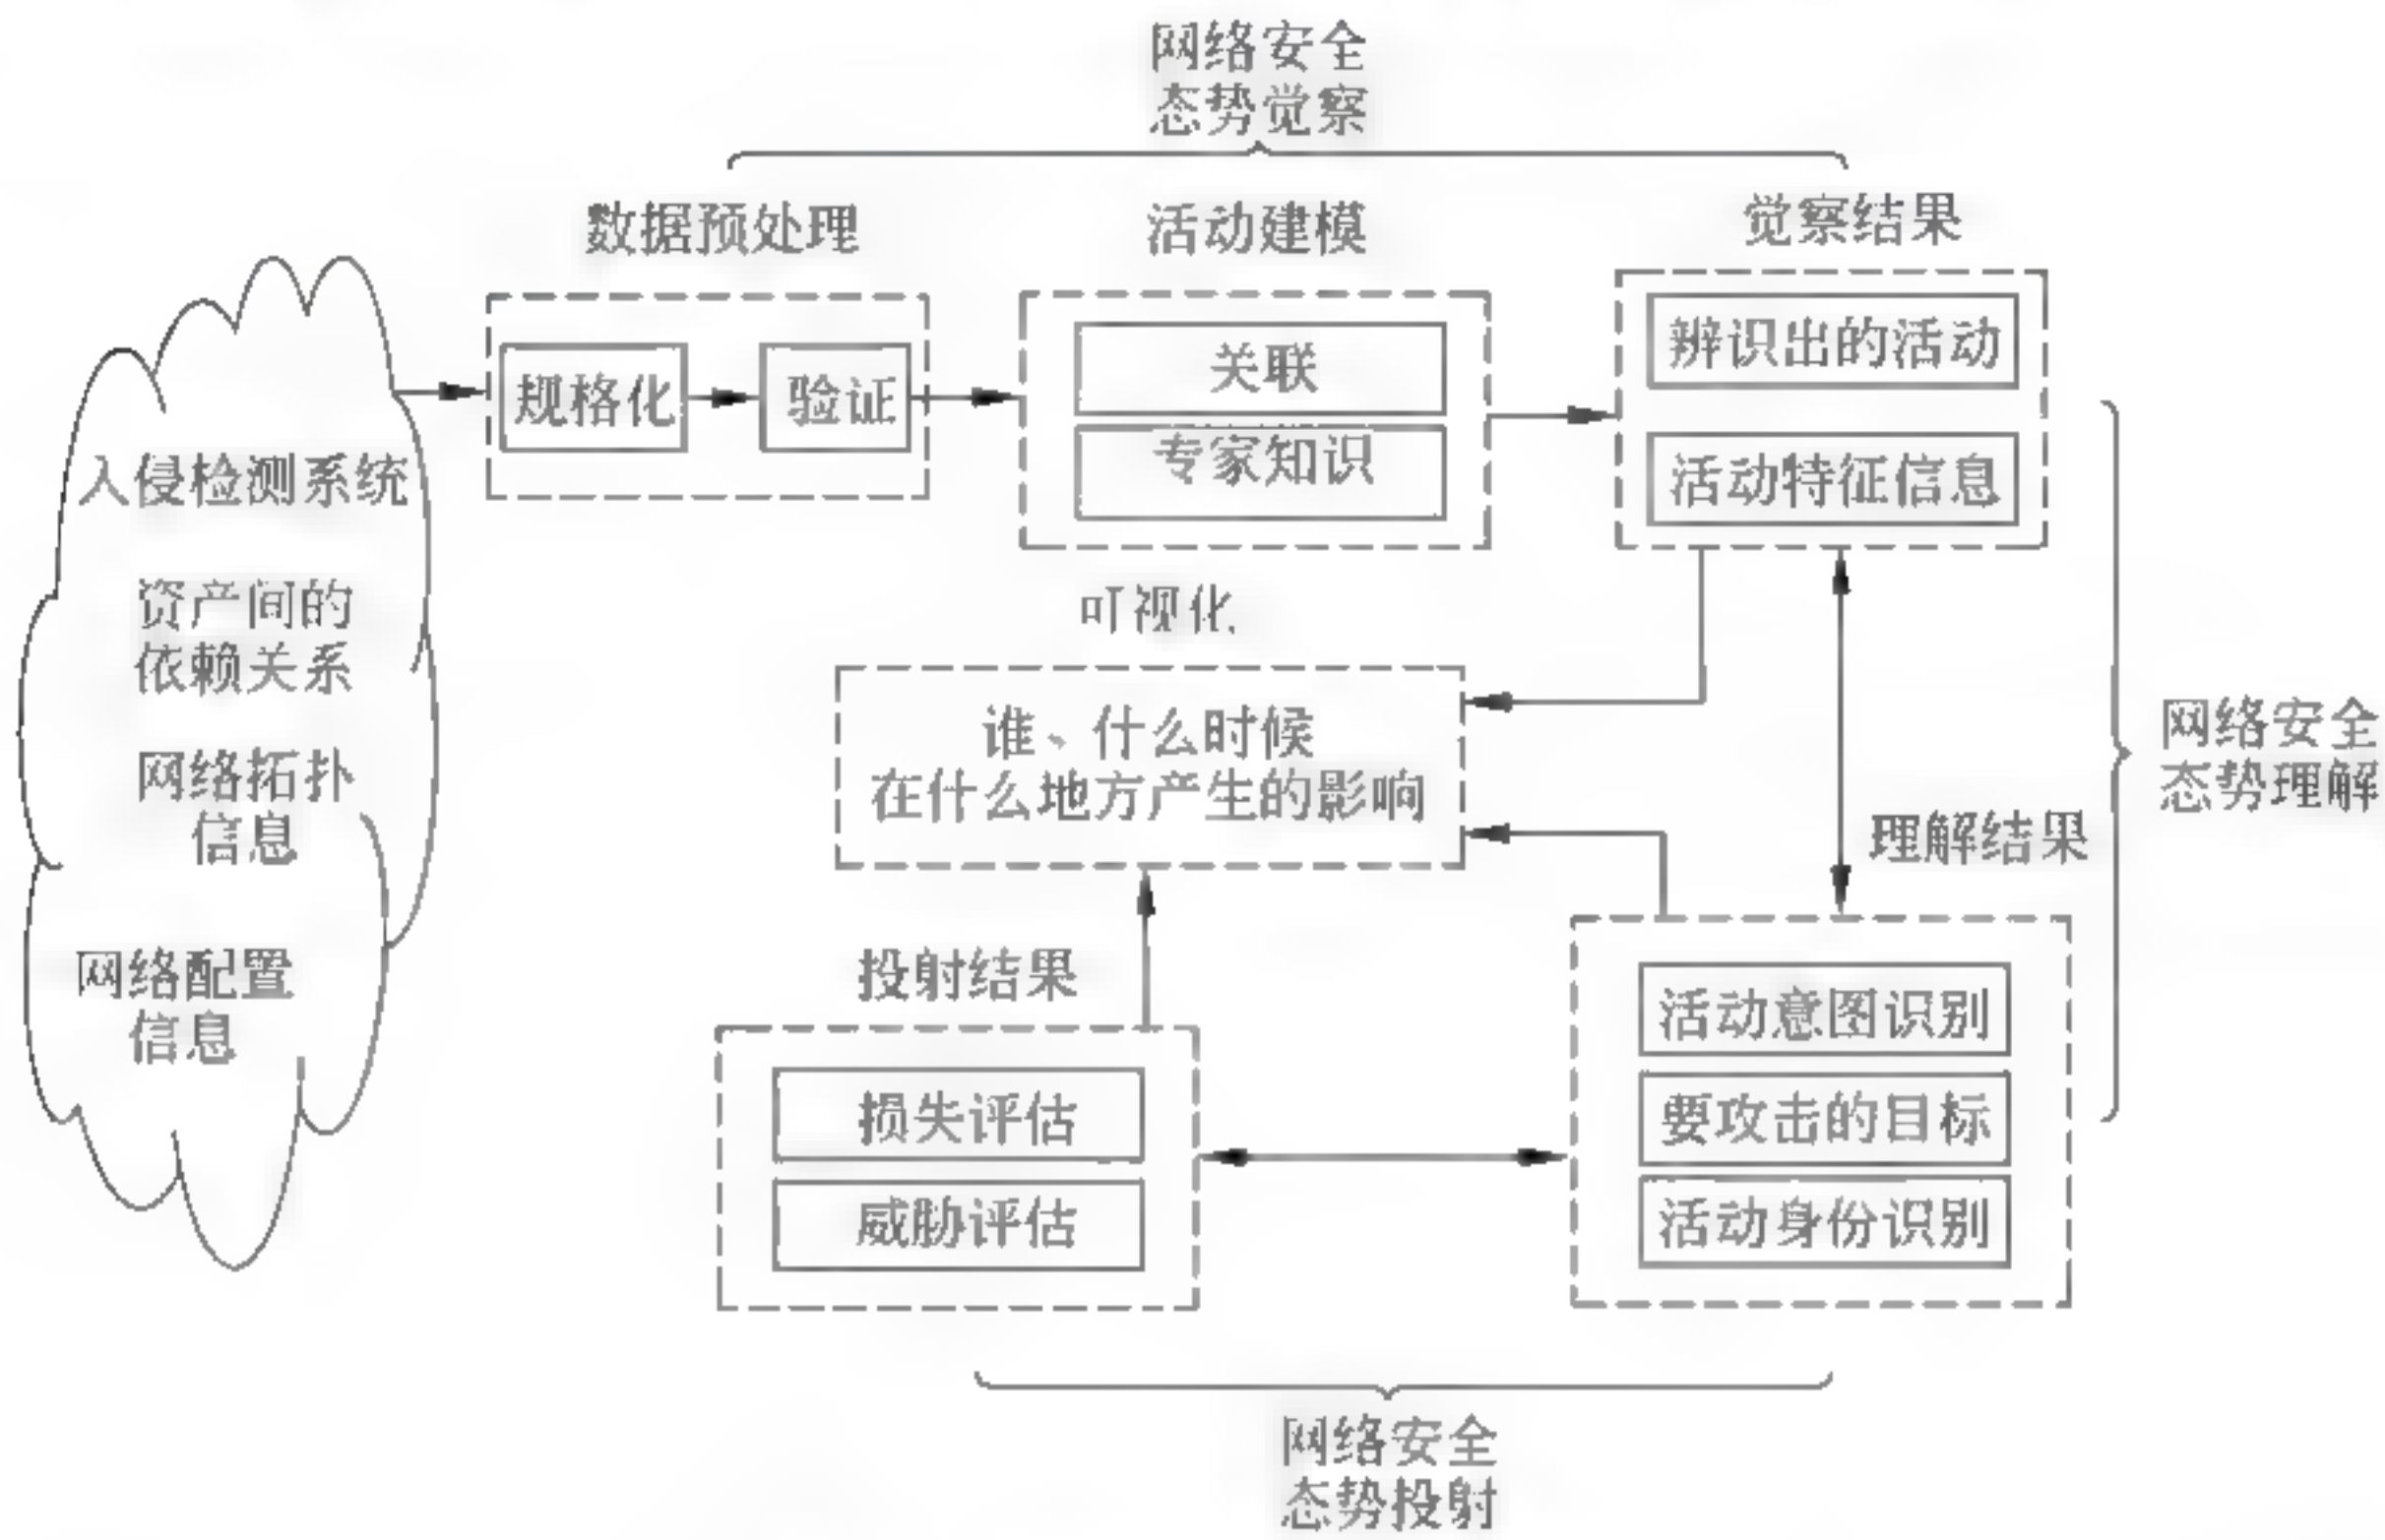 网络安全
态势觉察
数据预处理
活动建模
觉察结果
规格化
验证
关联
专家知识
辨识出的活动
活动特征信息
入侵检测系统
资产间的
依赖关系
网络拓扑
信息
网络配置
信息
可视化
谁、什么时候
在什么地方产生的影响
理解结果
网络安全
态势理解
投射结果
损失评估
威胁评估
活动意图识别
要攻击的目标
活动身份识别
网络安全
态势投射